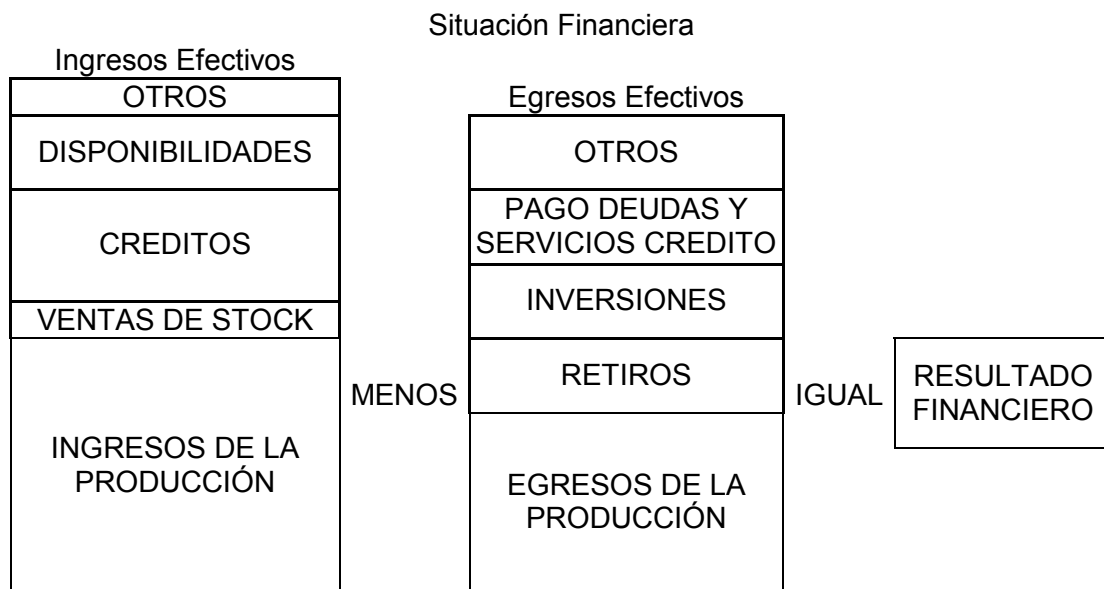 Situación Financiera
Ingresos Efectivos
OTROS
DISPONIBILIDADES
CREDITOS
VENTAS DE STOCK
INGRESOS DE LA
PRODUCCIÓN
MENOS
Egresos Efectivos
OTROS
PAGO DEUDAS Y
SERVICIOS CREDITO
INVERSIONES
RETIROS
EGRESOS DE LA
PRODUCCIÓN
IGUAL
RESULTADO
FINANCIERO